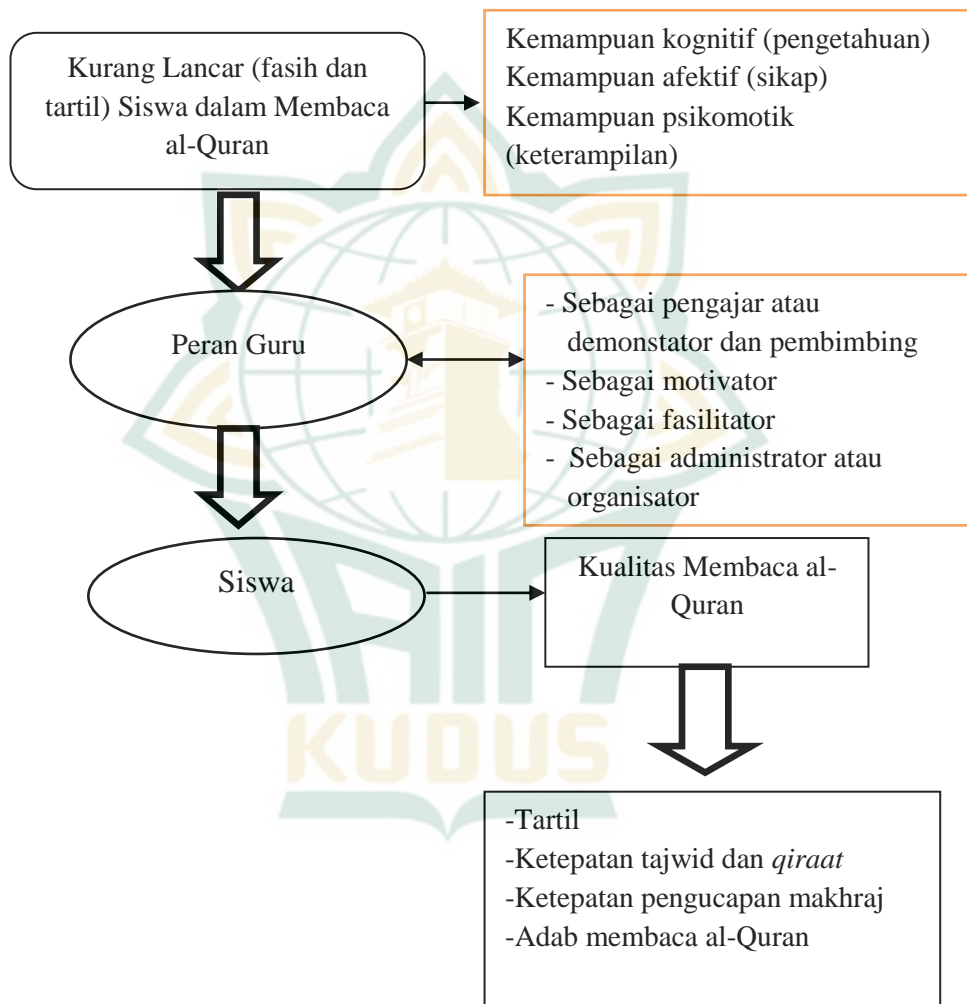 Kurang Lancar (fasih dan
tartil) Siswa dalam Membaca
al-Quran
Kemampuan kognitif (pengetahuan)
Kemampuan afektif (sikap)
Kemampuan psikomotik
(keterampilan)
Peran Guru
- Sebagai pengajar atau
demonstator dan pembimbing
- Sebagai motivator
- Sebagai fasilitator
- Sebagai administrator atau
organisator
Siswa
Kualitas Membaca al-
Quran
IAIN
KUDUS
-Tartil
-Ketepatan tajwid dan qiraat
-Ketepatan pengucapan makhraj
-Adab membaca al-Quran